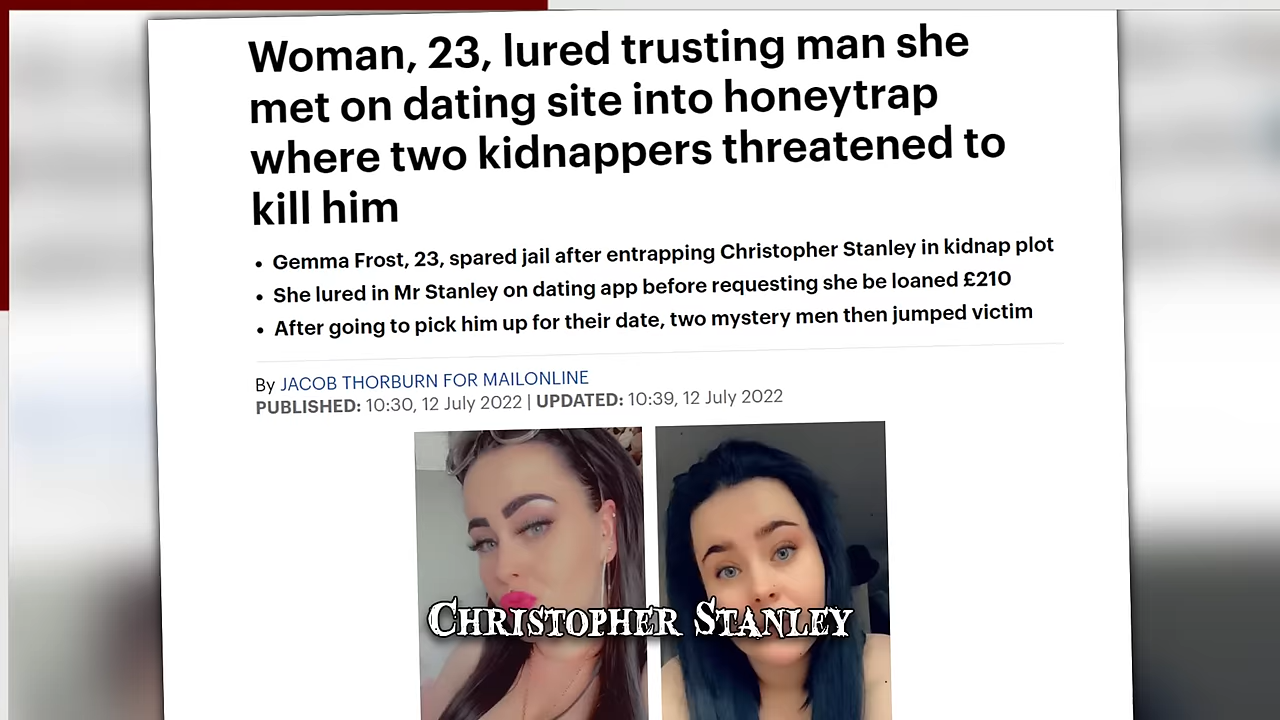 Woman, 23, lured trusting man she
met on dating site into honeytrap
where two kidnappers threatened to
kill him
• Gemma Frost, 23, spared jail after entrapping Christopher Stanley in kidnap plot
• She lured in Mr Stanley on dating app before requesting she be loaned £210
• After going to pick him up for their date, two mystery men then jumped victim
By JACOB THORBURN FOR MAILONLINE
PUBLISHED: 10:30, 12 July 2022 | UPDATED: 10:39, 12 July 2022
Christopher Stanley